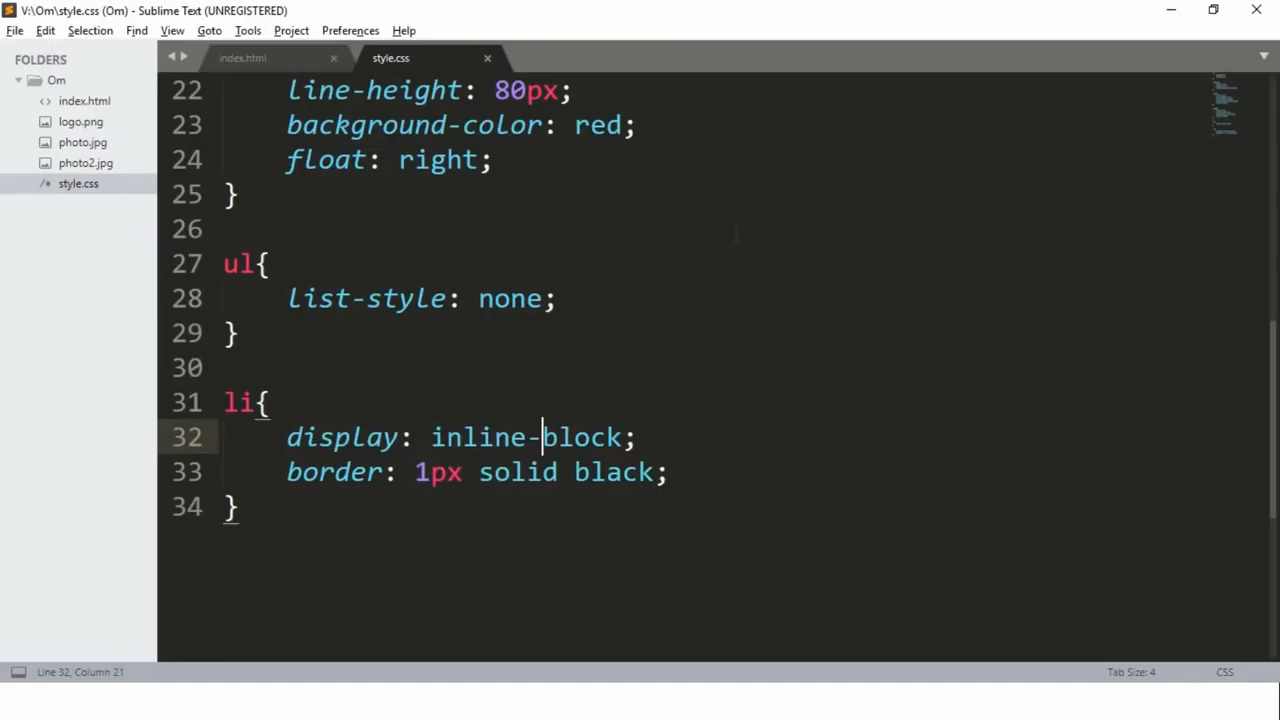 V:\Om\style.css (Om) - Sublime Text (UNREGISTERED)
File Edit Selection Find View Goto Tools Project Preferences Help
FOLDERS
Om
<> index.html
logo.png
photo.jpg
photo2.jpg
/* style.css
index.html × style.css ×
22 line-height: 80px;
23 background-color: red;
24 float: right;
25 }
26
27 ul{
28 list-style: none;
29 }
30
31 li{
32 display: inline-block;
33 border: 1px solid black;
34 }
Line 32, Column 21 Tab Size: 4 CSS